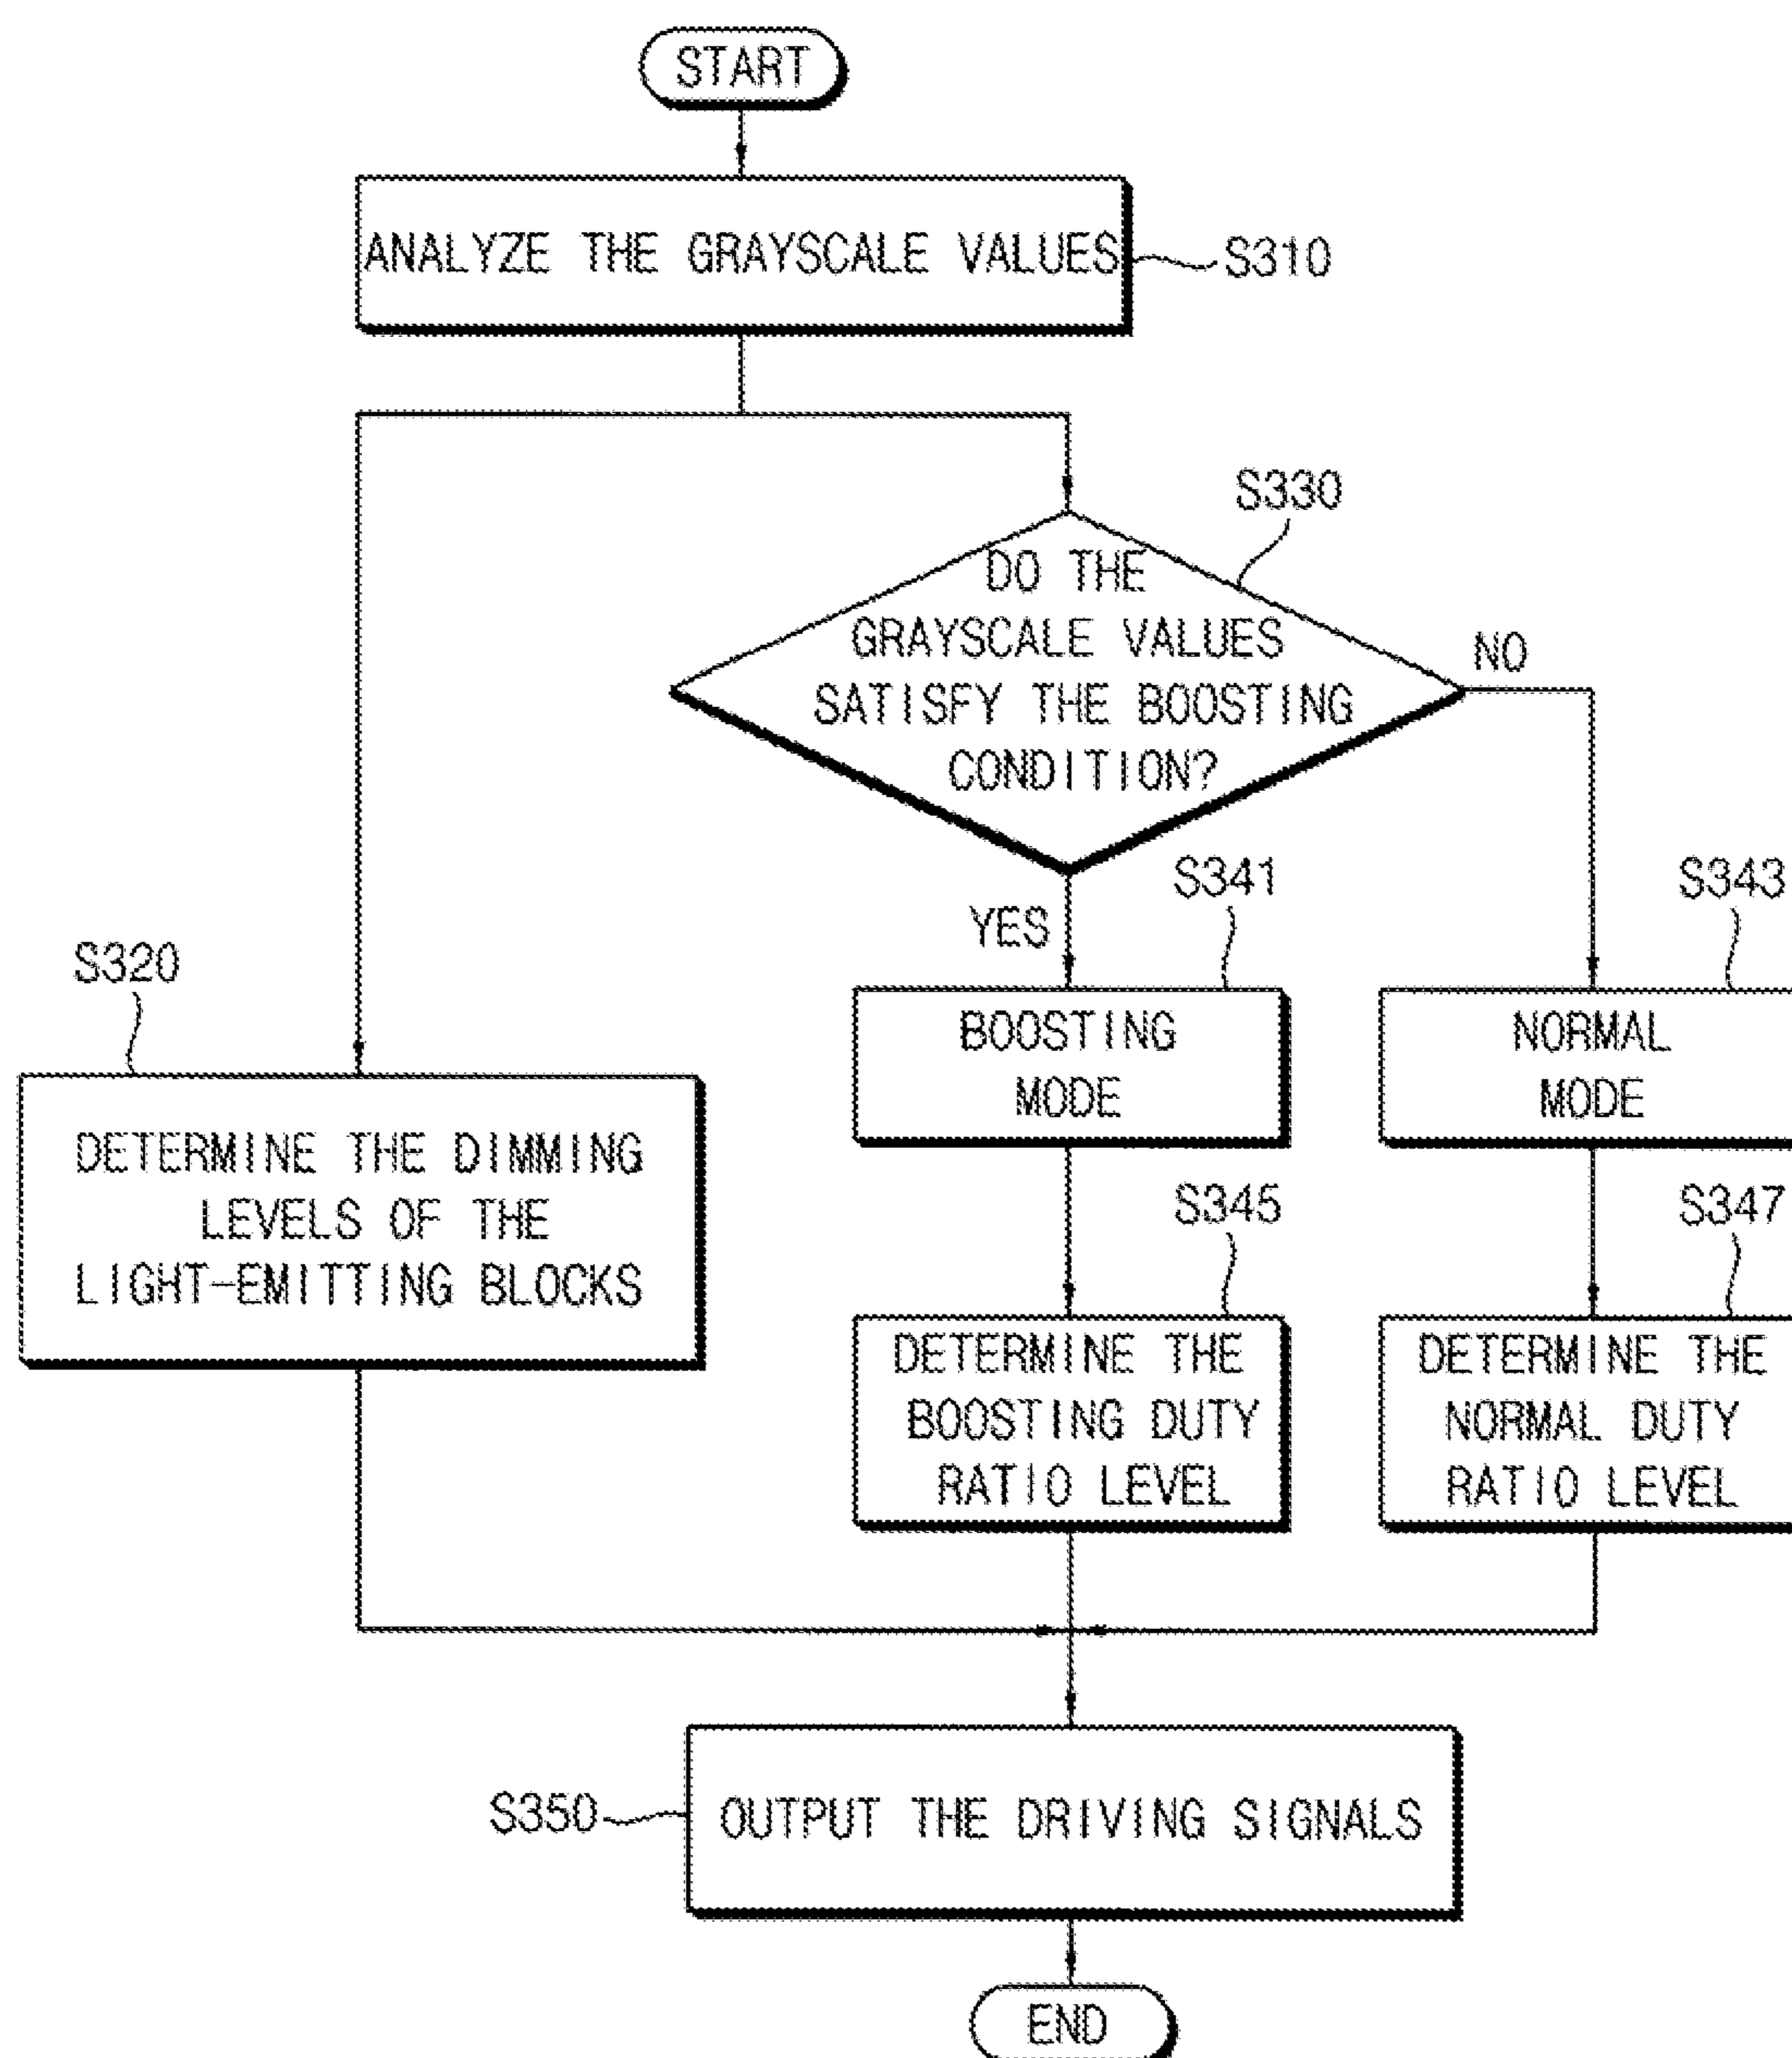 START
ANALYZE THE GRAYSCALE VALUES
S310
S330
DO THE
GRAYSCALE VALUES
SATISFY THE BOOSTING
CONDITION?
NO
YES
S341
S343
S320
BOOSTING
MODE
NORMAL
MODE
DETERMINE THE DIMMING
LEVELS OF THE
LIGHT-EMITTING BLOCKS
S345
S347
DETERMINE THE
BOOSTING DUTY
RATIO LEVEL
DETERMINE THE
NORMAL DUTY
RATIO LEVEL
S350
OUTPUT THE DRIVING SIGNALS
END